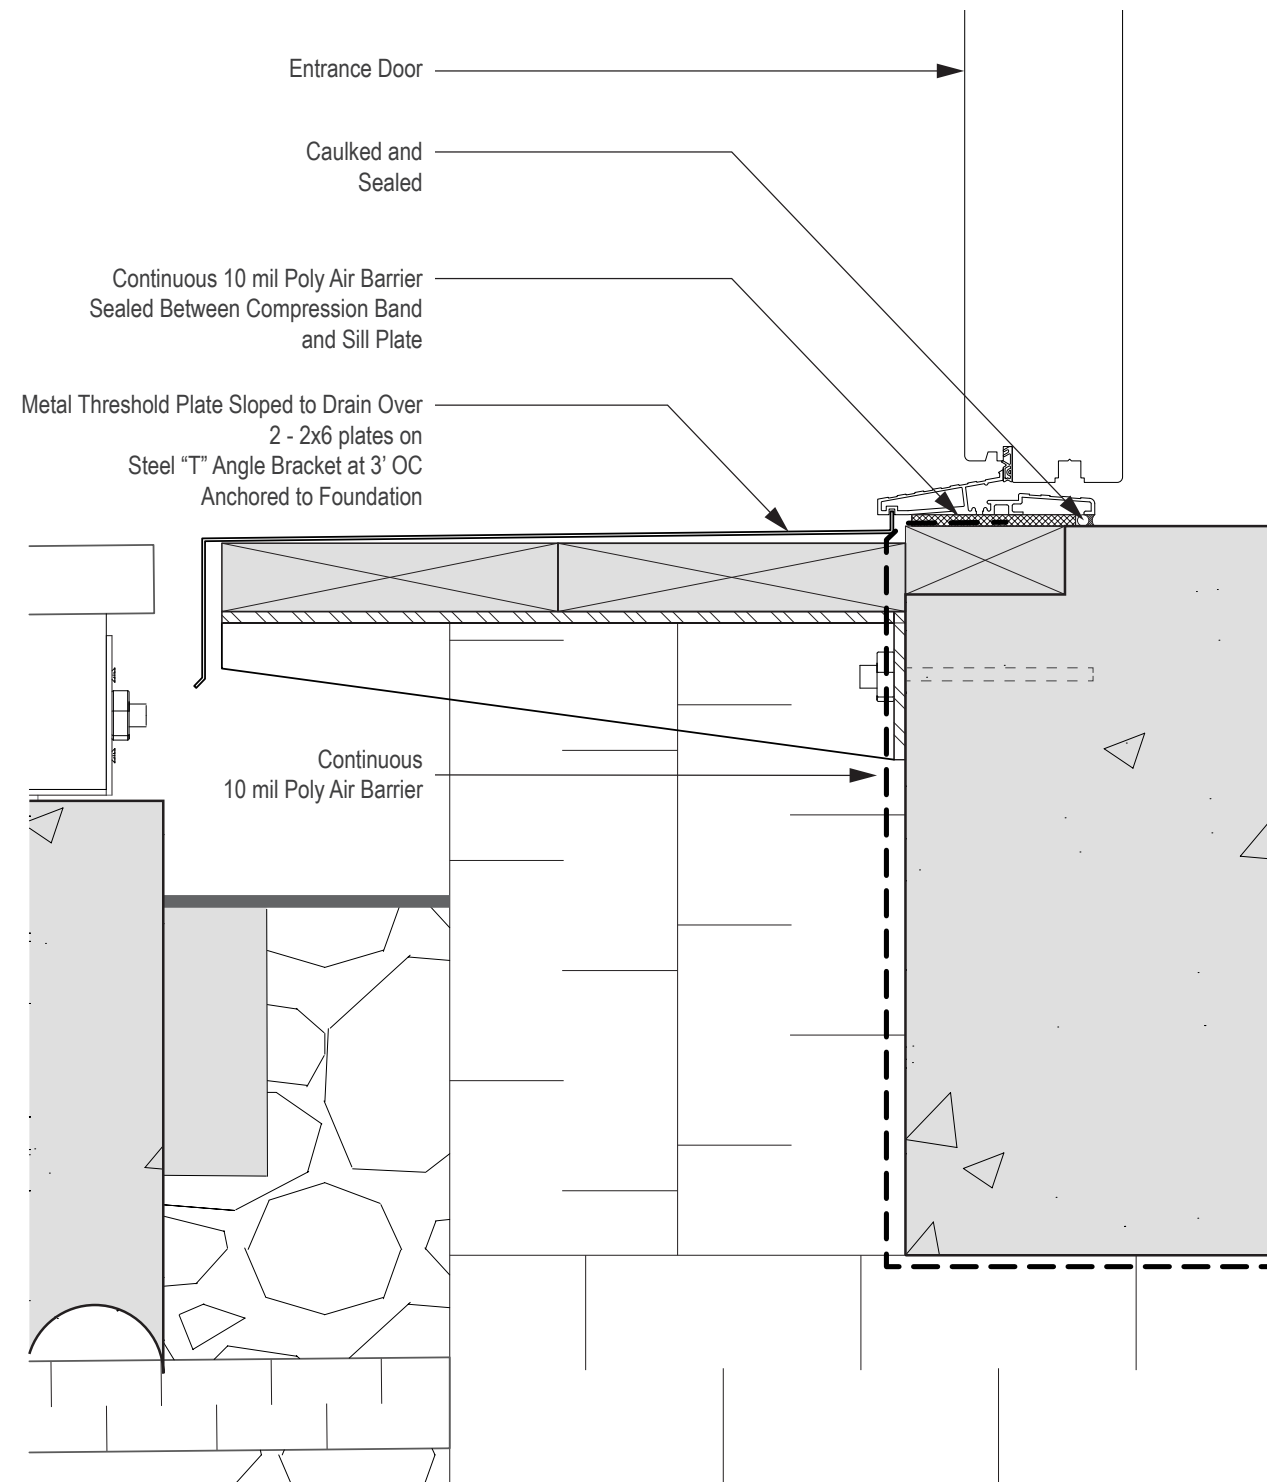 Entrance Door
Caulked and
Sealed
Continuous 10 mil Poly Air Barrier
Sealed Between Compression Band
and Sill Plate
Metal Threshold Plate Sloped to Drain Over
2 - 2x6 plates on
Steel “T” Angle Bracket at 3’ OC
Anchored to Foundation
Continuous
10 mil Poly Air Barrier